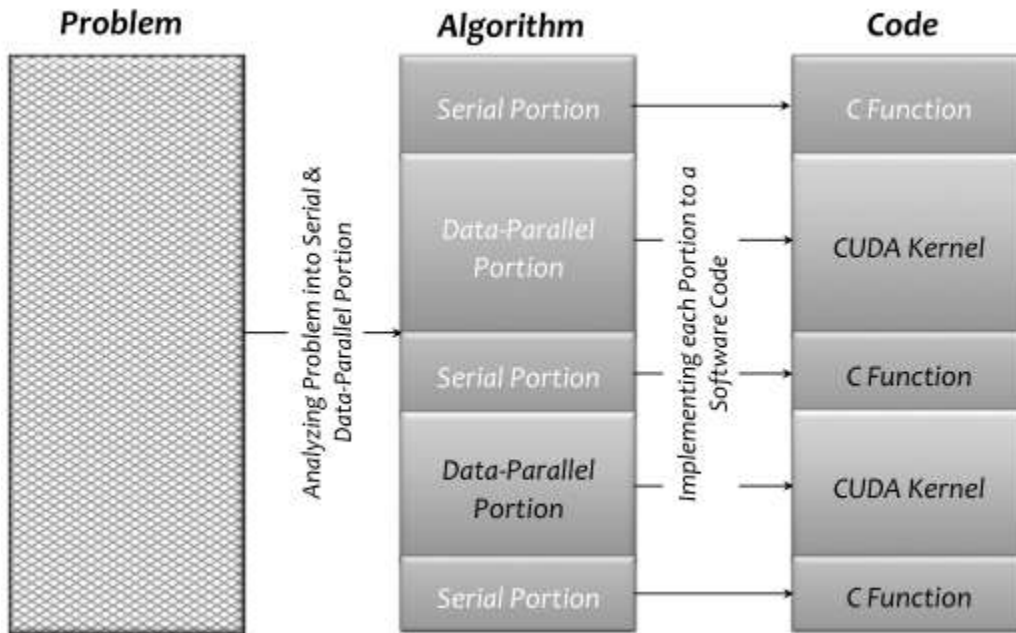 Problem
Algorithm
Code
Analyzing Problem into Serial &
Data-Parallel Portion
Serial Portion
Data-Parallel
Portion
Serial Portion
Data-Parallel
Portion
Serial Portion
Implementing each Portion to a
Software Code
C Function
CUDA Kernel
C Function
CUDA Kernel
C Function